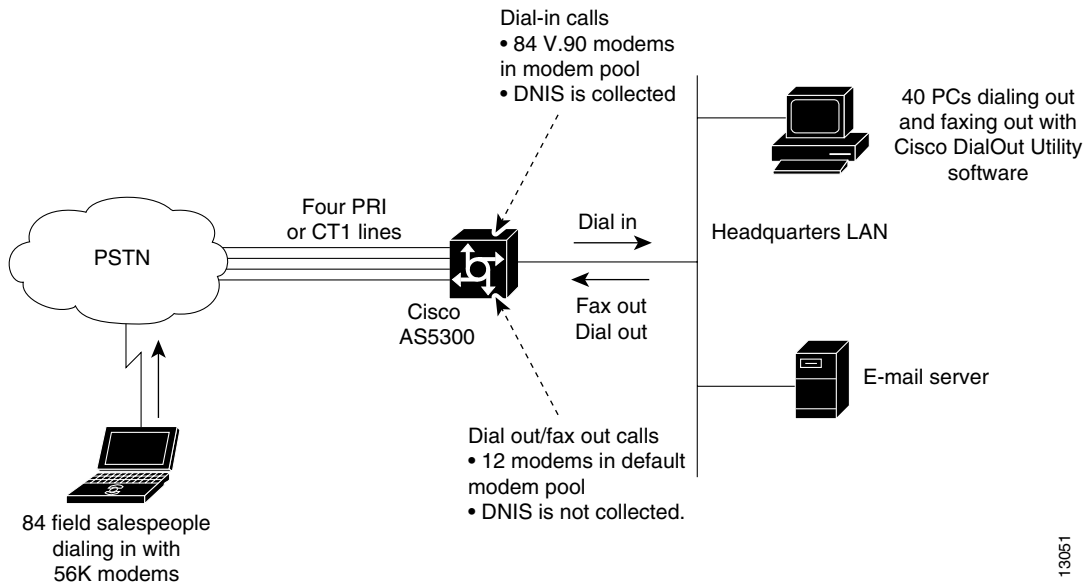 Dial-in calls
• 84 V.90 modems
in modem pool
• DNIS is collected
40 PCs dialing out
and faxing out with
Cisco DialOut Utility
software
Four PRI
or CT1 lines
PSTN
Dial in
Headquarters LAN
Cisco
AS5300
Fax out
Dial out
E-mail server
Dial out/fax out calls
• 12 modems in default
modem pool
• DNIS is not collected.
84 field salespeople
dialing in with
56K modems
13051